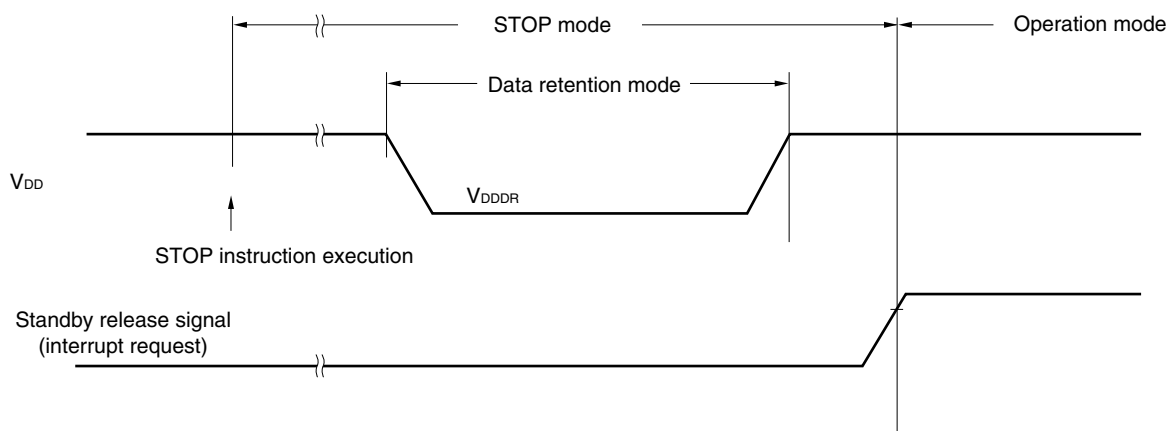 STOP mode
Operation mode
Data retention mode
VDD
VDDDR
STOP instruction execution
Standby release signal
(interrupt request)